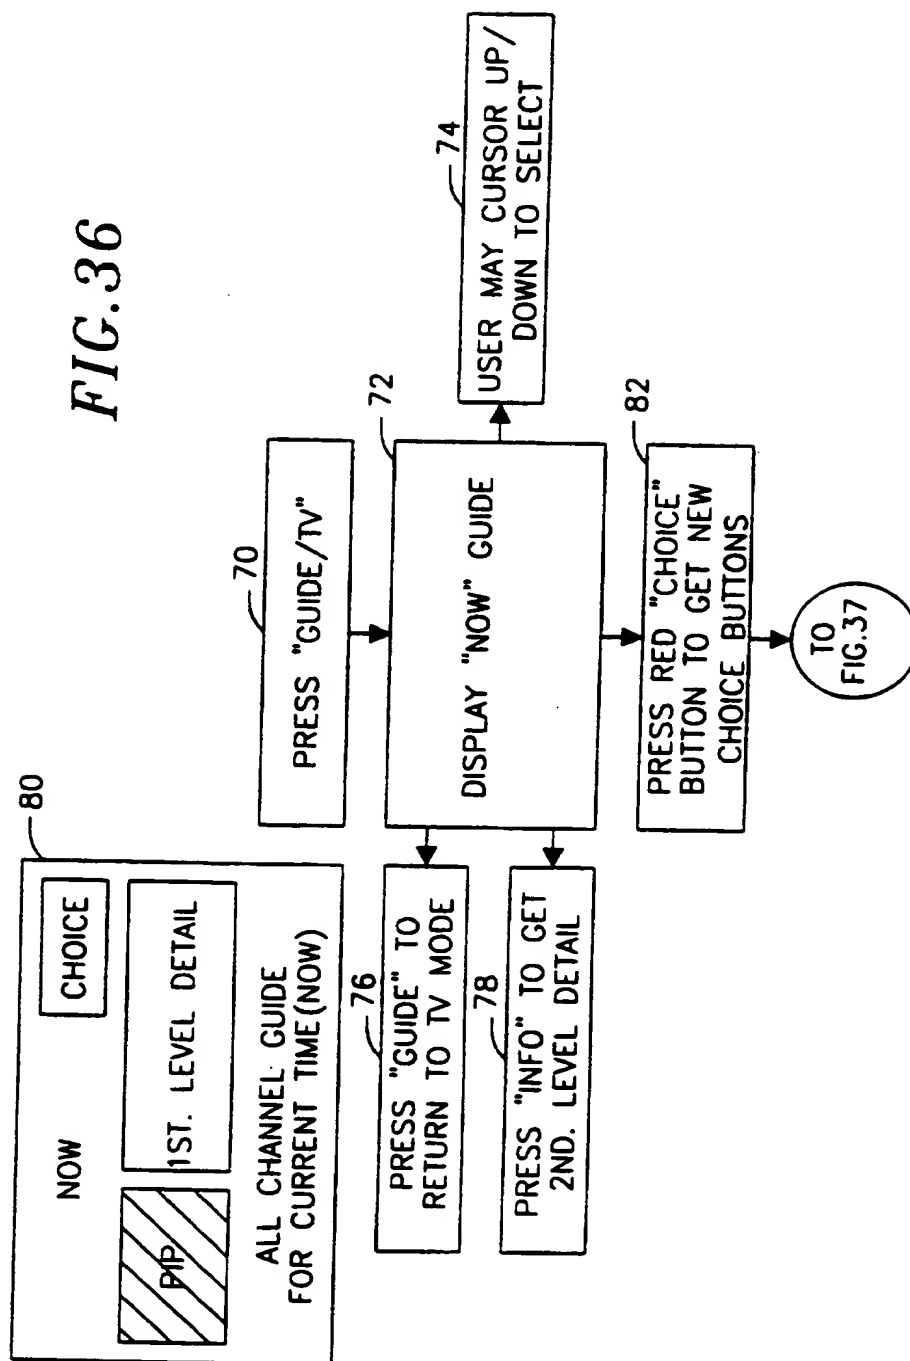 FIG.36
80
NOW
CHOICE
PIP
1ST. LEVEL DETAIL
ALL CHANNEL GUIDE
FOR CURRENT TIME(NOW)
70
PRESS "GUIDE/TV"
72
DISPLAY "NOW" GUIDE
74
USER MAY CURSOR UP/
DOWN TO SELECT
76
PRESS "GUIDE" TO
RETURN TO TV MODE
78
PRESS "INFO" TO GET
2ND. LEVEL DETAIL
82
PRESS RED "CHOICE"
BUTTON TO GET NEW
CHOICE BUTTONS
TO
FIG.37